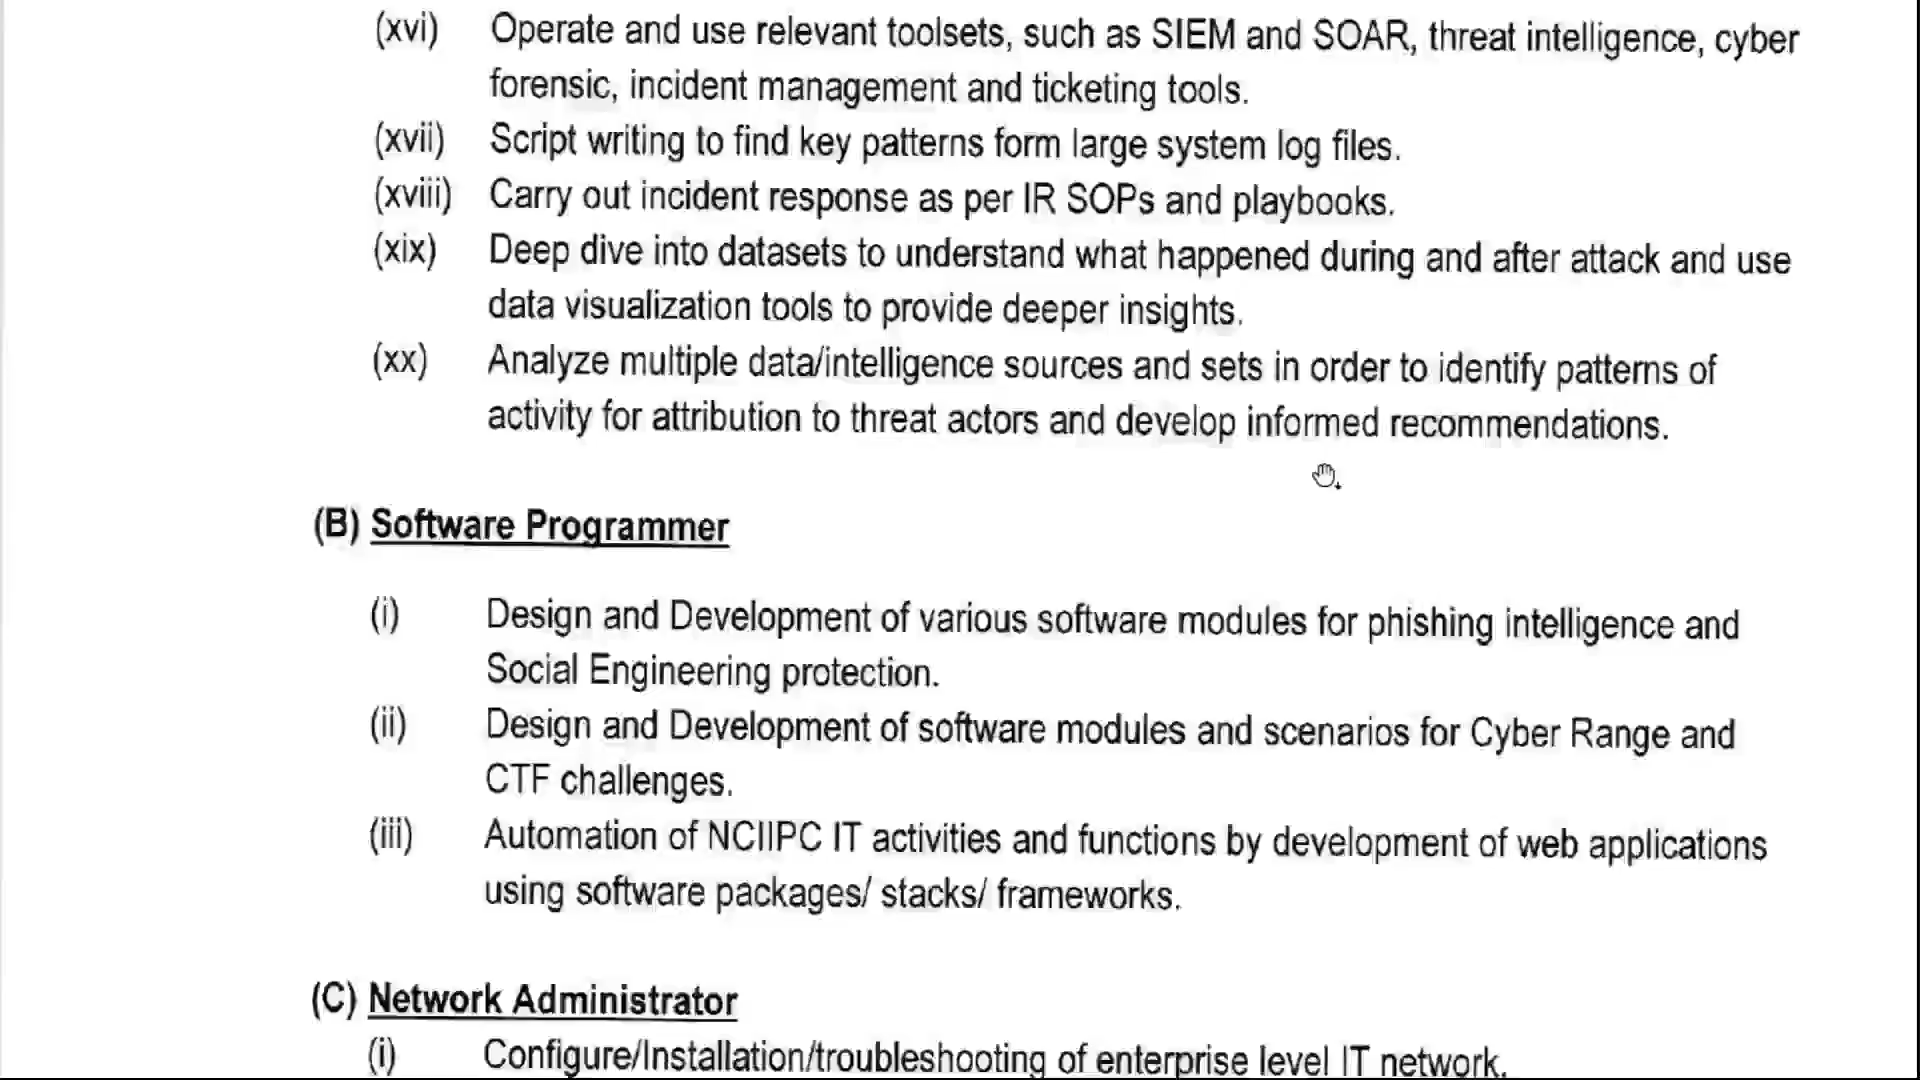 (xvi) Operate and use relevant toolsets, such as SIEM and SOAR, threat intelligence, cyber
forensic, incident management and ticketing tools.
(xvii) Script writing to find key patterns form large system log files.
(xviii) Carry out incident response as per IR SOPs and playbooks.
(xix) Deep dive into datasets to understand what happened during and after attack and use
data visualization tools to provide deeper insights.
(xx) Analyze multiple data/intelligence sources and sets in order to identify patterns of
activity for attribution to threat actors and develop informed recommendations.
(B) Software Programmer
(i) Design and Development of various software modules for phishing intelligence and
Social Engineering protection.
(ii) Design and Development of software modules and scenarios for Cyber Range and
CTF challenges.
(iii) Automation of NCIIPC IT activities and functions by development of web applications
using software packages/ stacks/ frameworks.
(C) Network Administrator
(i) Configure/Installation/troubleshooting of enterprise level IT network.